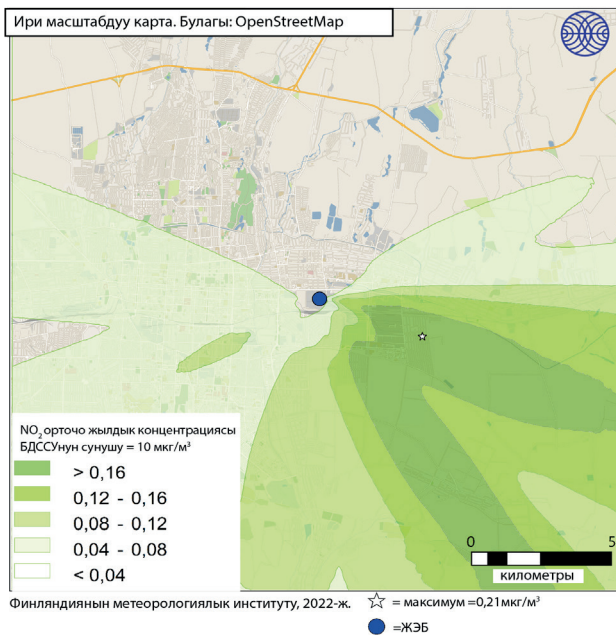 Ири масштабдуу карта. Булагы: OpenStreetMap
NO₂ орточо жылдык концентрациясы
БДССУнун сунушу = 10 мкг/м³
> 0,16
0,12 - 0,16
0,08 - 0,12
0,04 - 0,08
< 0,04
0 5
километры
Финляндиянын метеорологиялык институту, 2022-ж. ☆ = максимум =0,21мкг/м³
=ЖЭБ